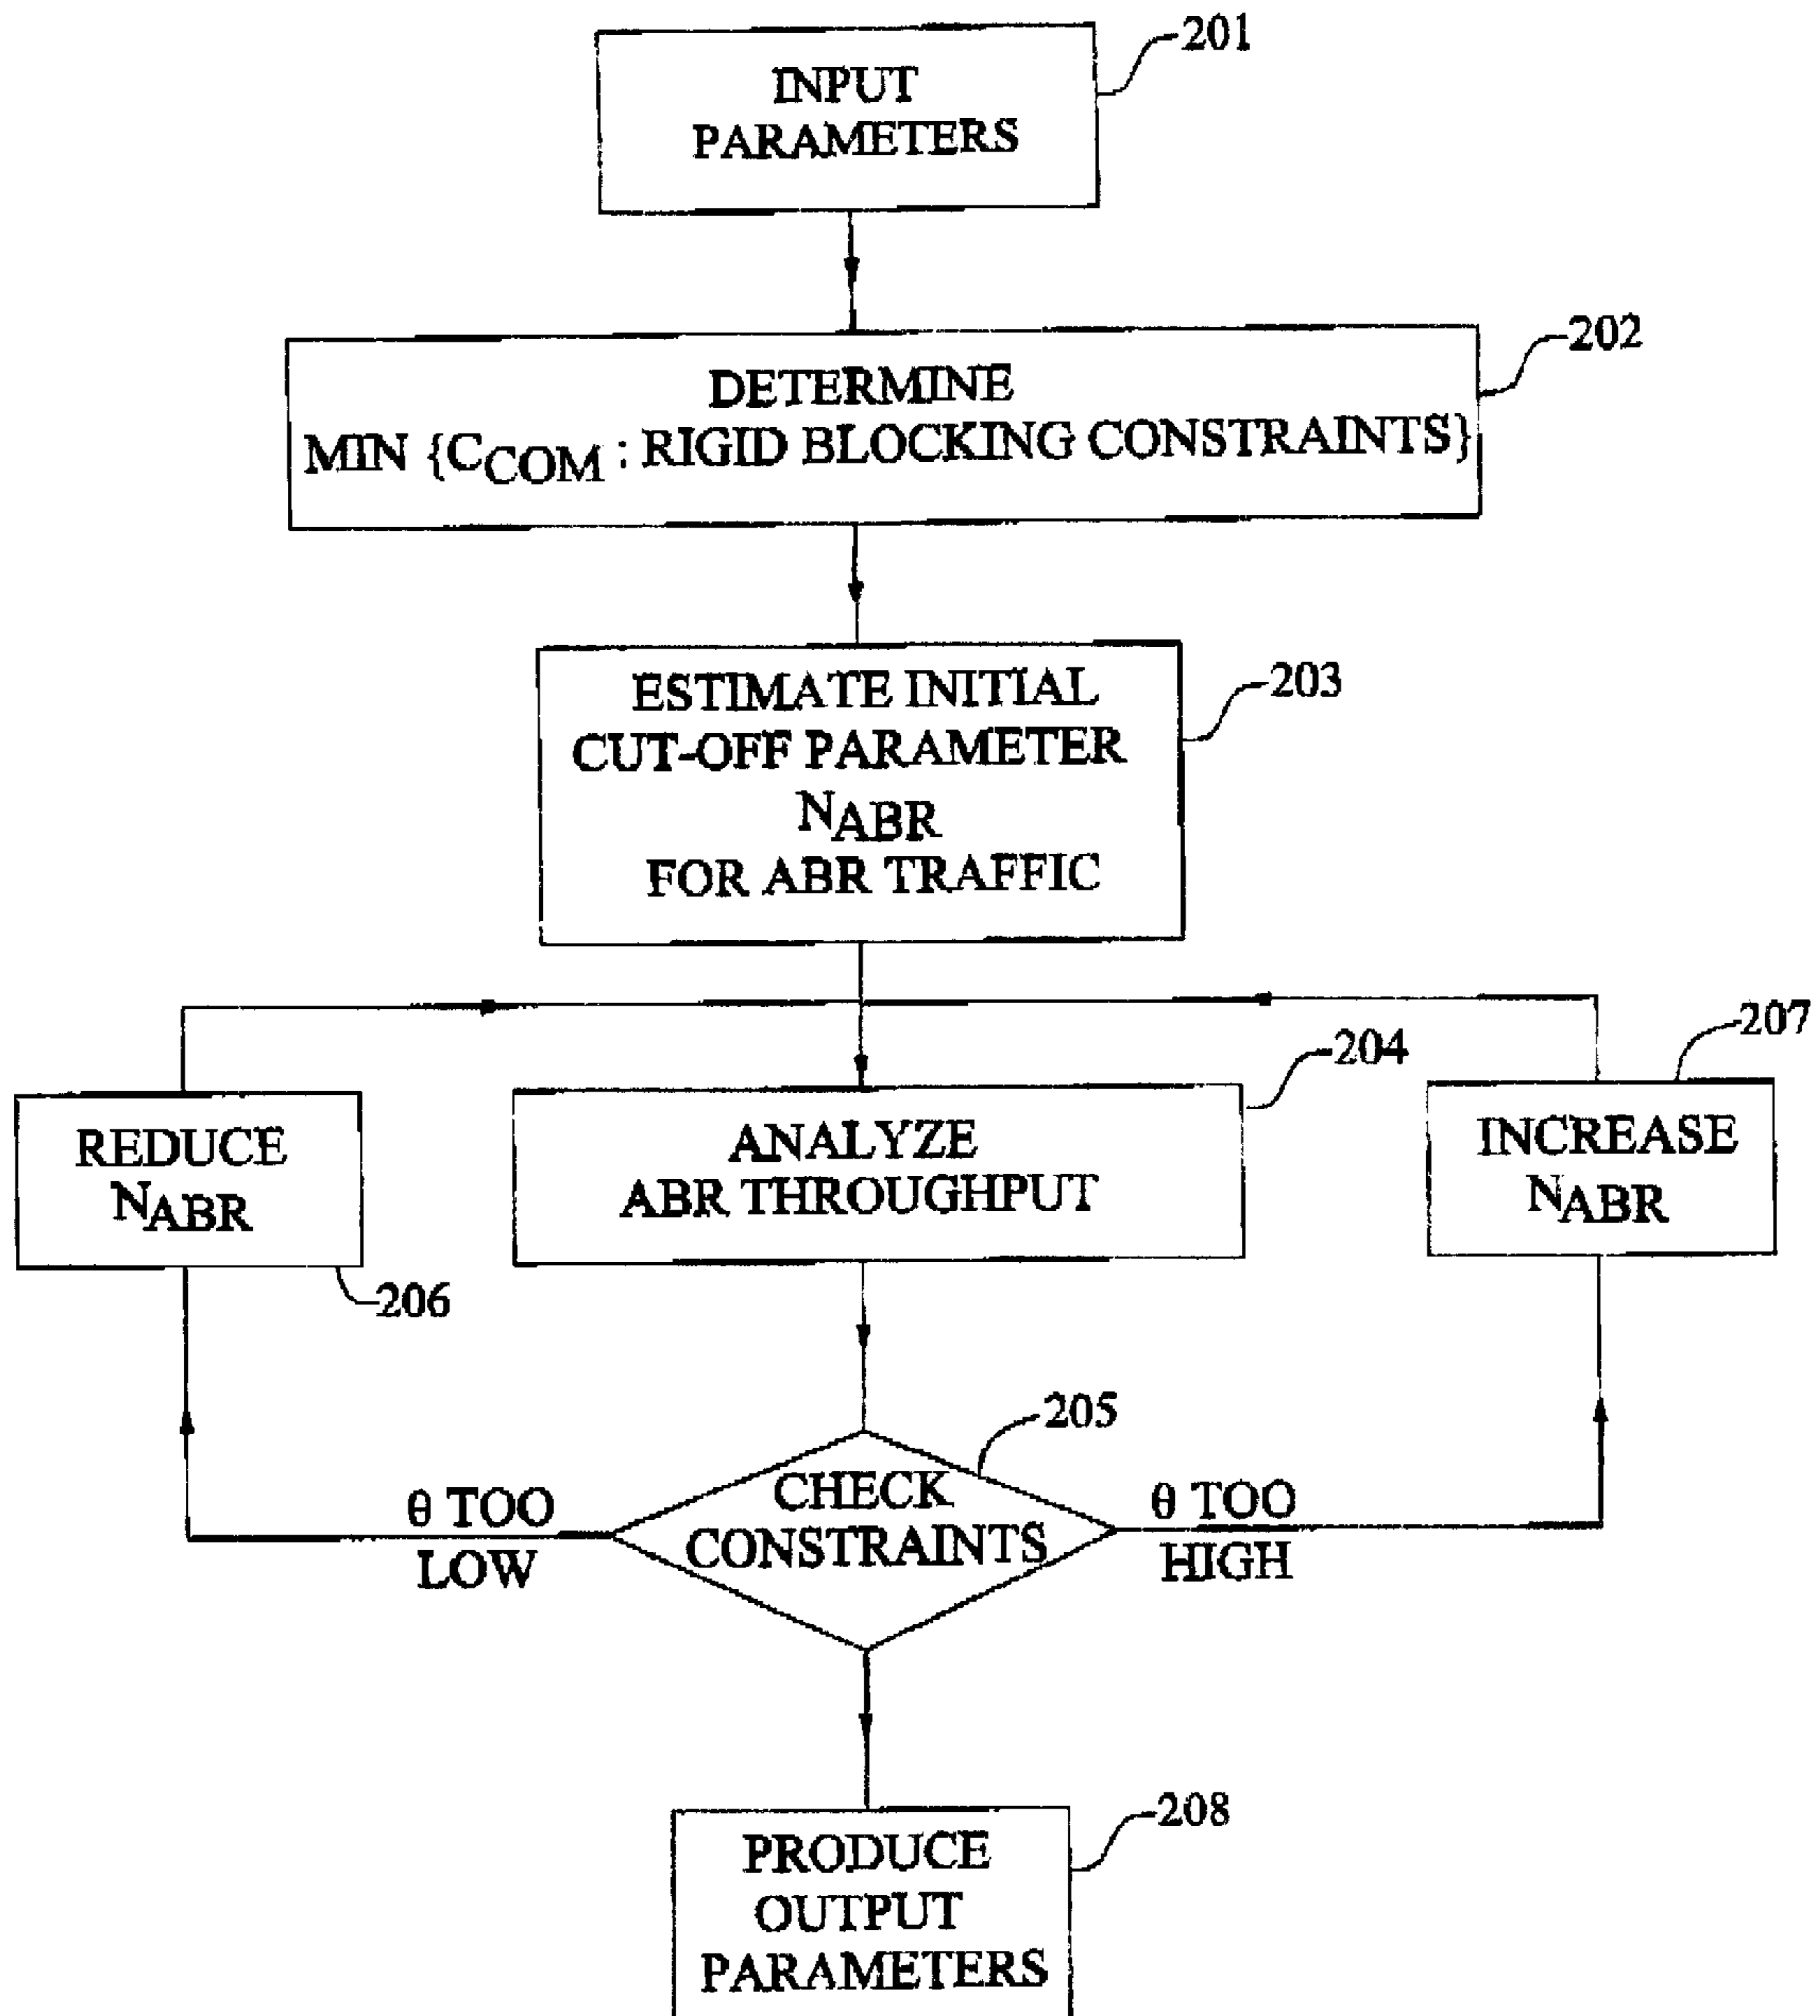 201
INPUT
PARAMETERS
202
DETERMINE
MIN {CCOM : RIGID BLOCKING CONSTRAINTS}
203
ESTIMATE INITIAL
CUT-OFF PARAMETER
NABR
FOR ABR TRAFFIC
207
204
REDUCE
NABR
206
ANALYZE
ABR THROUGHPUT
INCREASE
NABR
205
θ TOO
LOW
CHECK
CONSTRAINTS
θ TOO
HIGH
208
PRODUCE
OUTPUT
PARAMETERS